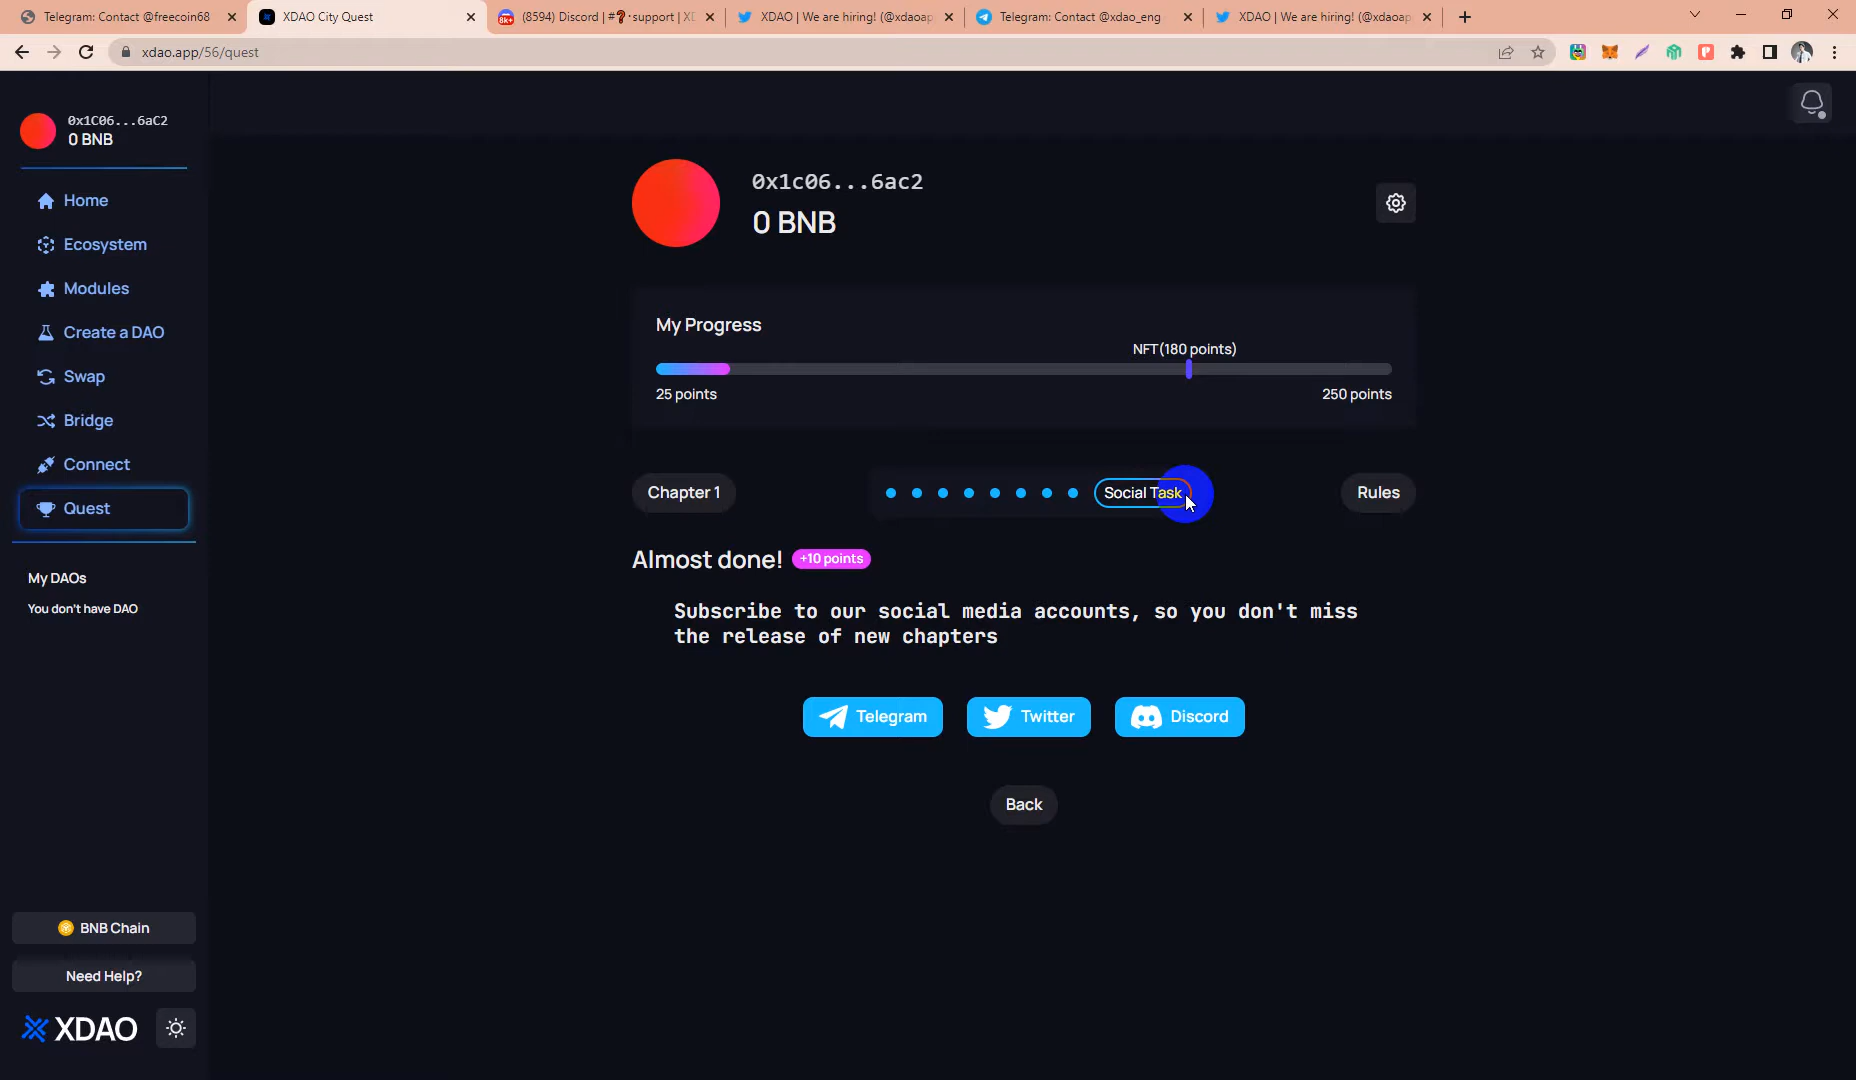 Telegram: Contact @freecoin68
XDAO City Quest
(8594) Discord | #❓・support | XD
XDAO | We are hiring! (@xdaoap
Telegram: Contact @xdao_eng
XDAO | We are hiring! (@xdaoap
xdao.app/56/quest
0x1C06...6aC2
0 BNB
Home
Ecosystem
Modules
Create a DAO
Swap
Bridge
Connect
Quest
My DAOs
You don't have DAO
BNB Chain
Need Help?
XDAO
0x1c06...6ac2
0 BNB
My Progress
NFT(180 points)
25 points
250 points
Chapter 1
Social Task
Rules
Almost done!
+10 points
Subscribe to our social media accounts, so you don't miss
the release of new chapters
Telegram
Twitter
Discord
Back